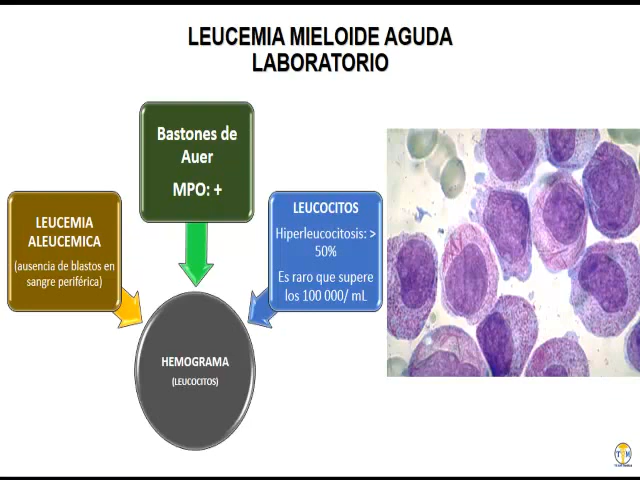 LEUCEMIA MIELOIDE AGUDA
LABORATORIO
Bastones de
Auer
MPO: +
LEUCEMIA
ALEUCEMICA
(ausencia de blastos en
sangre periférica)
LEUCOCITOS
Hiperleucocitosis: >
50%
Es raro que supere
los 100 000/ mL
HEMOGRAMA
(LEUCOCITOS)